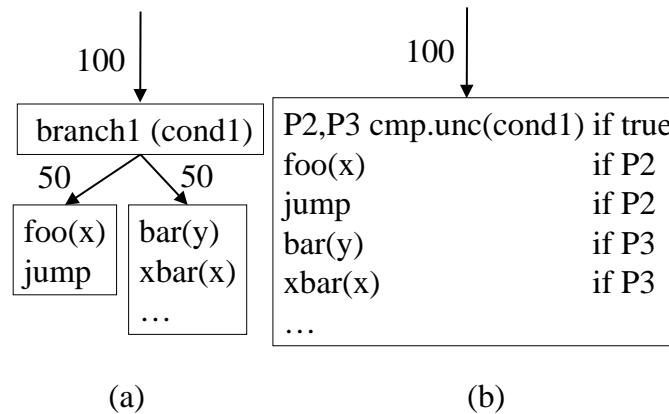 100
branch1 (cond1)
50 50
foo(x)
jump
bar(y)
xbar(x)
…
(a)
100
P2,P3 cmp.unc(cond1) if true
foo(x) if P2
jump if P2
bar(y) if P3
xbar(x) if P3
…
(b)